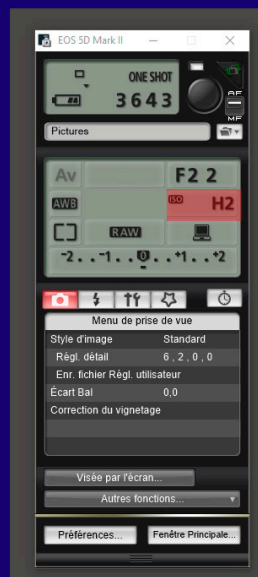 EOS 5D Mark II
ONE SHOT
3643
AF
MF
Pictures
Av
F2 2
AWB
ISO H2
RAW
-2..-1..0..+1..+2
Menu de prise de vue
Style d'image Standard
Régl. détail 6 , 2 , 0 , 0
Enr. fichier Régl. utilisateur
Écart Bal 0,0
Correction du vignetage
Visée par l'écran...
Autres fonctions...
Préférences...
Fenêtre Principale...